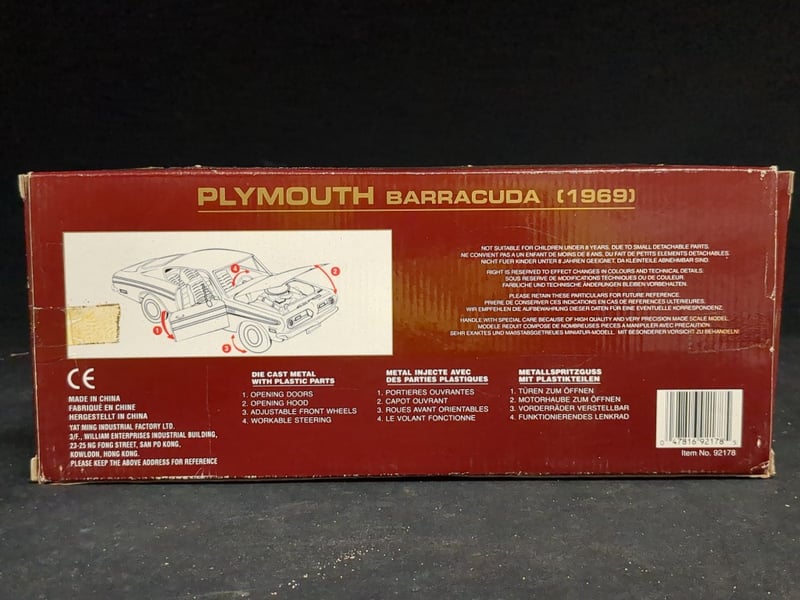 PLYMOUTH BARRACUDA (1969)
4
2
1
3
NOT SUITABLE FOR CHILDREN UNDER 8 YEARS, DUE TO SMALL DETACHABLE PARTS.
NE CONVIENT PAS A UN ENFANT DE MOINS DE 8 ANS, DU FAIT DE PETITS ELEMENTS DETACHABLES.
NICHT FUER KINDER UNTER 8 JAHREN GEEIGNET, DA KLEINTEILE ABNEHMBAR SIND.
RIGHT IS RESERVED TO EFFECT CHANGES IN COLOURS AND TECHNICAL DETAILS.
SOUS RESERVE DE MODIFICATIONS TECHNIQUES OU DE COULEUR.
FARBLICHE UND TECHNISCHE ÄNDERUNGEN BLEIBEN VORBEHALTEN.
PLEASE RETAIN THESE PARTICULARS FOR FUTURE REFERENCE.
PRIERE DE CONSERVER CES INDICATIONS EN CAS DE REFERENCES ULTERIEURES.
WIR EMPFEHLEN DIE AUFBEWAHRUNG DIESER DATEN FÜR EINE EVENTUELLE KORRESPONDENZ.
HANDLE WITH SPECIAL CARE BECAUSE OF HIGH QUALITY AND VERY PRECISION MADE SCALE MODEL.
MODELE REDUIT COMPOSE DE NOMBREUSES PIECES A MANIPULER AVEC PRECAUTION.
SEHR EXAKTES UND MASSTABSGETREUES MINIATUR-MODELL. MIT BESONDERER VORSICHT ZU BEHANDELN!
CE
MADE IN CHINA
FABRIQUÉ EN CHINE
HERGESTELLT IN CHINA
YAT MING INDUSTRIAL FACTORY LTD.
3/F., WILLIAM ENTERPRISES INDUSTRIAL BUILDING,
23-25 NG FONG STREET, SAN PO KONG,
KOWLOON, HONG KONG.
PLEASE KEEP THE ABOVE ADDRESS FOR REFERENCE
DIE CAST METAL
WITH PLASTIC PARTS
1. OPENING DOORS
2. OPENING HOOD
3. ADJUSTABLE FRONT WHEELS
4. WORKABLE STEERING
METAL INJECTE AVEC
DES PARTIES PLASTIQUES
1. PORTIERES OUVRANTES
2. CAPOT OUVRANT
3. ROUES AVANT ORIENTABLES
4. LE VOLANT FONCTIONNE
METALLSPRITZGUSS
MIT PLASTIKTEILEN
1. TÜREN ZUM ÖFFNEN
2. MOTORHAUBE ZUM ÖFFNEN
3. VORDERRÄDER VERSTELLBAR
4. FUNKTIONIERENDES LENKRAD
0 47816 92178 5
Item No. 92178